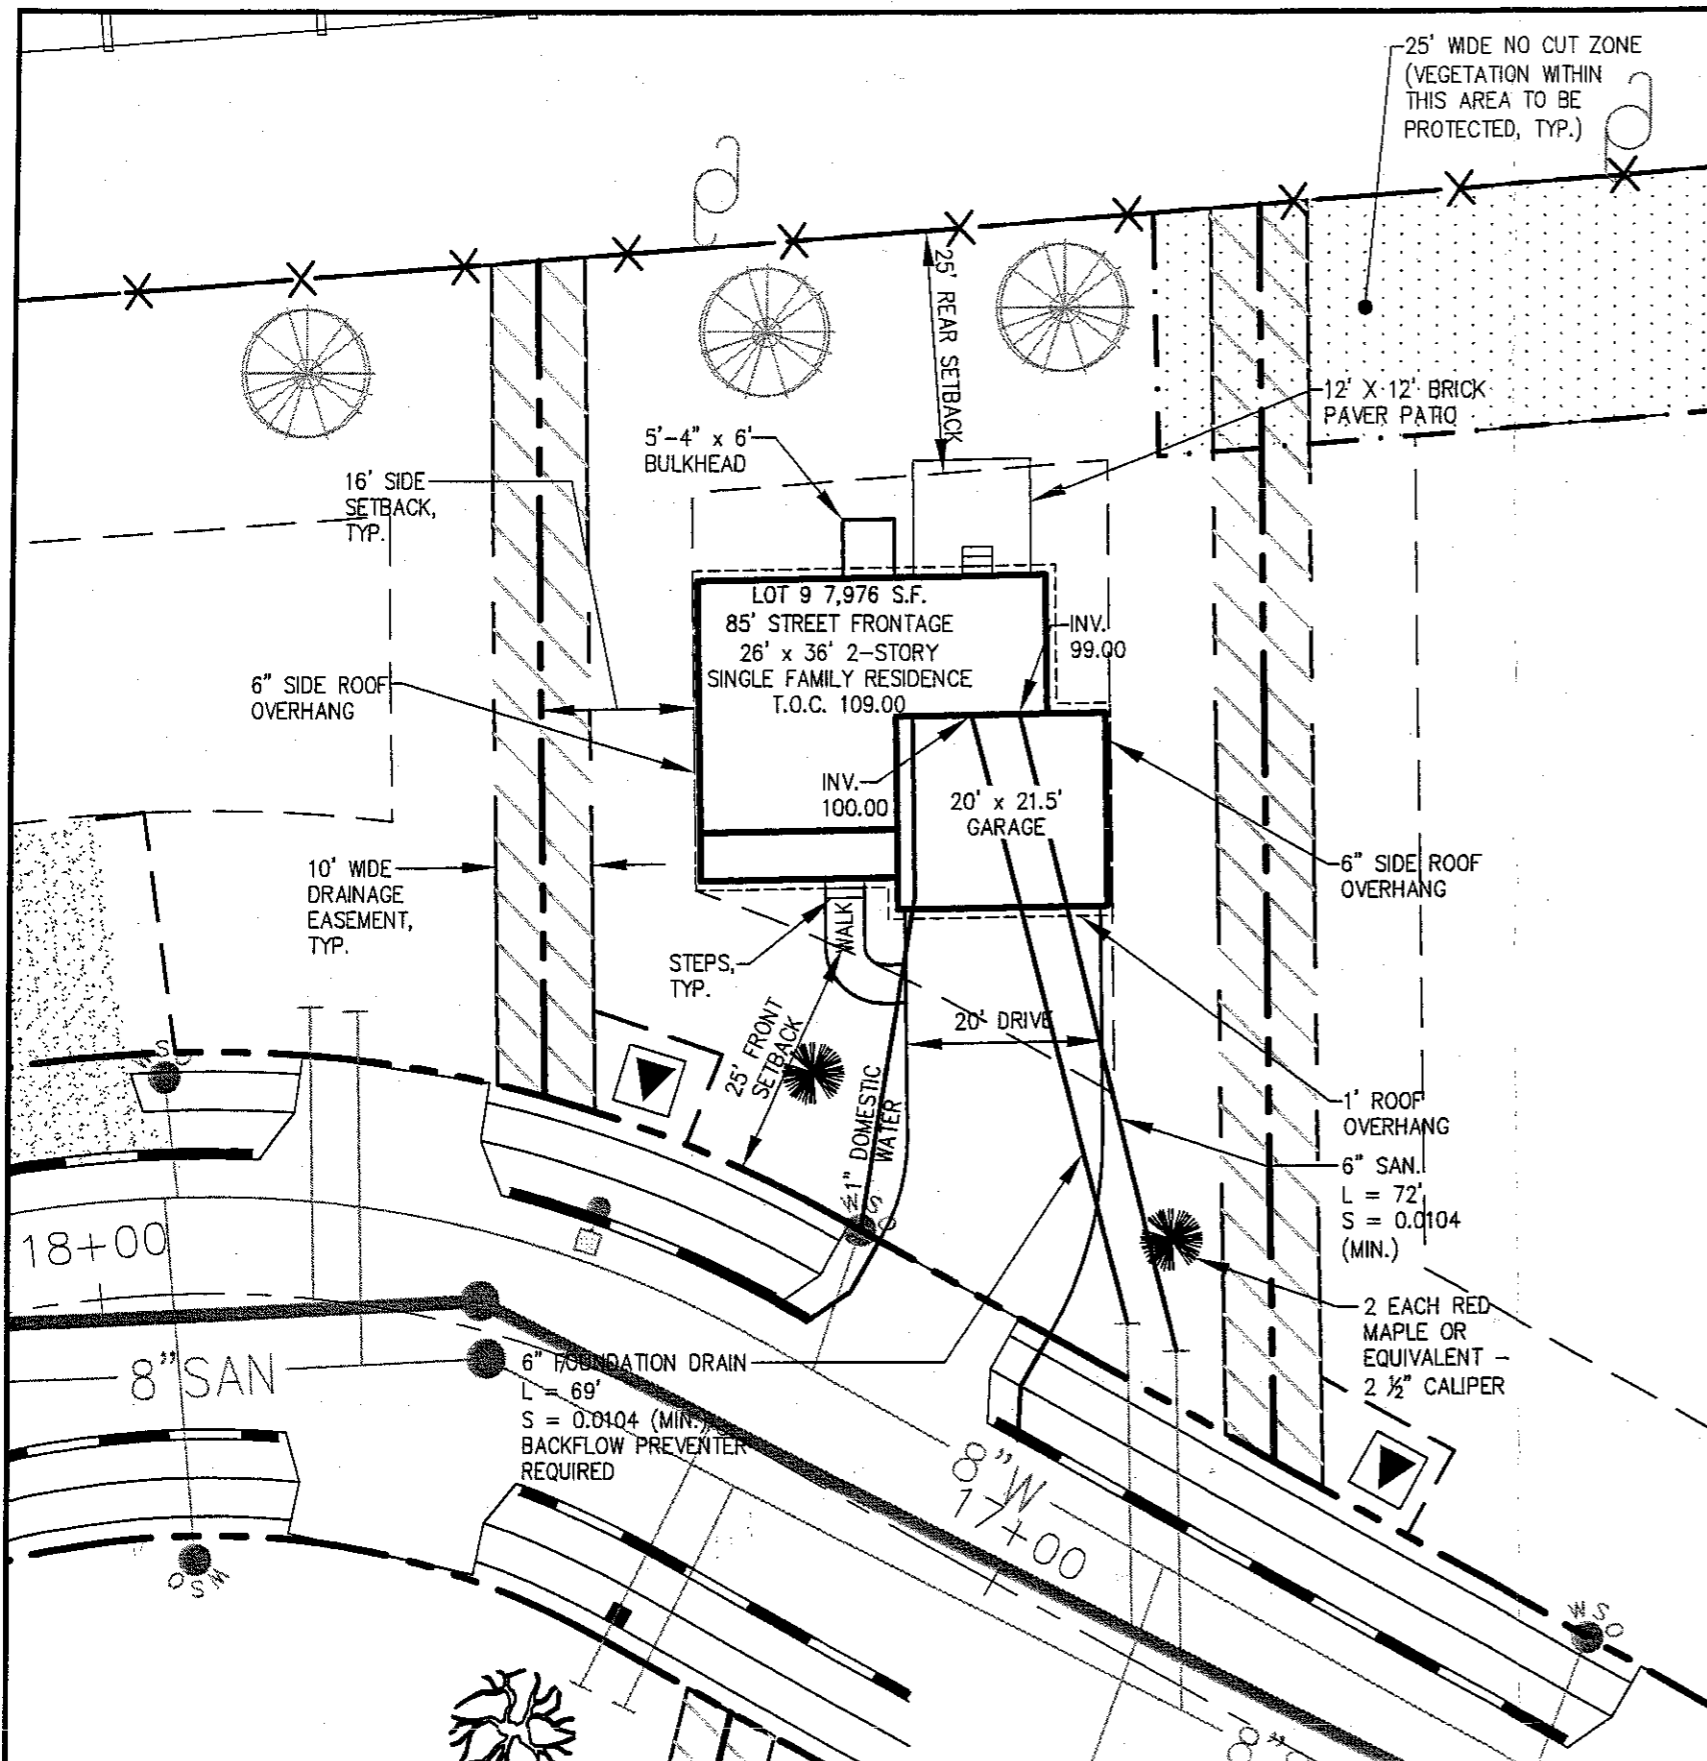 25' WIDE NO CUT ZONE
(VEGETATION WITHIN
THIS AREA TO BE
PROTECTED, TYP.)
25' REAR SETBACK
12' X 12' BRICK
PAVER PATIO
5'-4" x 6'
BULKHEAD
16' SIDE
SETBACK,
TYP.
LOT 9 7,976 S.F.
85' STREET FRONTAGE
26' x 36' 2-STORY
SINGLE FAMILY RESIDENCE
T.O.C. 109.00
INV.
99.00
6" SIDE ROOF
OVERHANG
INV.
100.00
20' x 21.5'
GARAGE
6" SIDE ROOF
OVERHANG
10' WIDE
DRAINAGE
EASEMENT,
TYP.
WALK
STEPS,
TYP.
20' DRIVE
25' FRONT
SETBACK
1" DOMESTIC
WATER
1' ROOF
OVERHANG
6" SAN.
L = 72'
S = 0.0104
(MIN.)
WSO
WSO
18+00
2 EACH RED
MAPLE OR
EQUIVALENT -
2 ½" CALIPER
8"SAN
6" FOUNDATION DRAIN
L = 69'
S = 0.0104 (MIN.)
BACKFLOW PREVENTER
REQUIRED
8"W
17+00
WSO
WSO